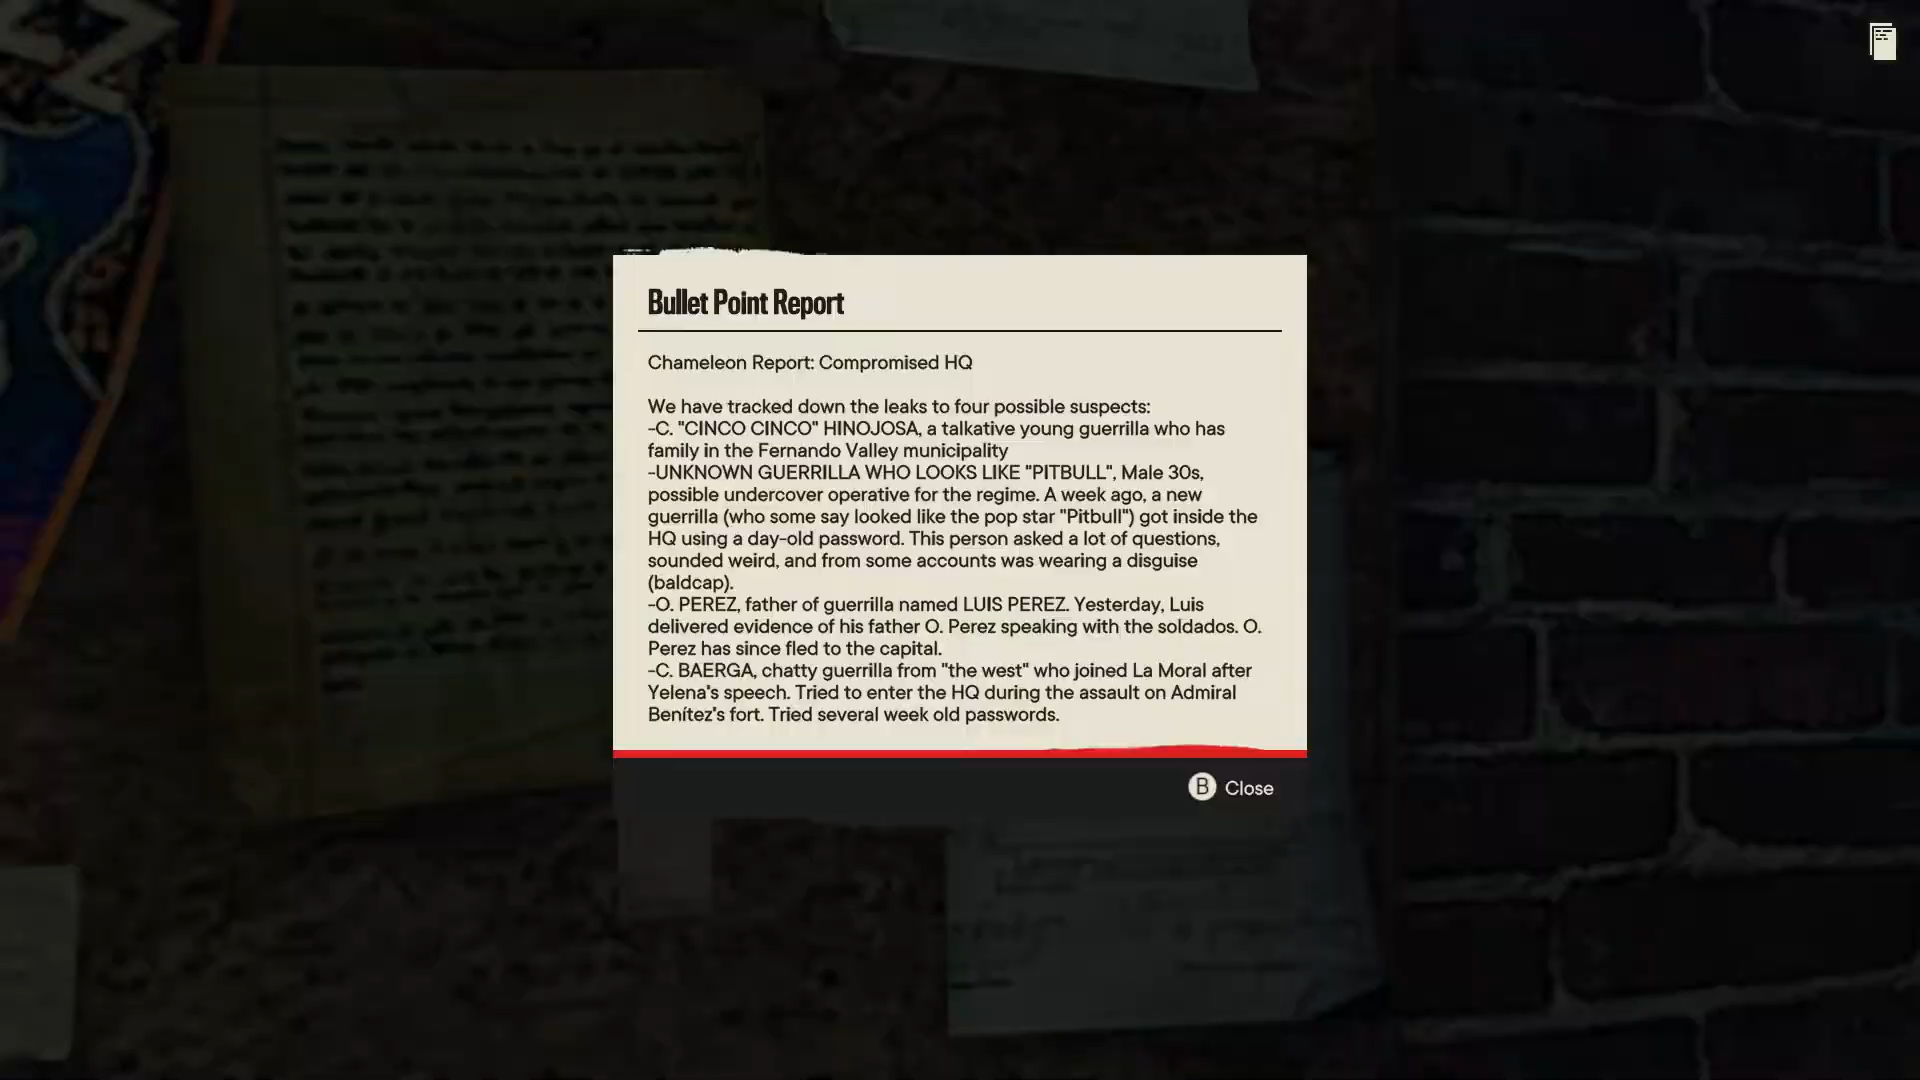 Bullet Point Report
Chameleon Report: Compromised HQ
We have tracked down the leaks to four possible suspects:
-C. "CINCO CINCO" HINOJOSA, a talkative young guerrilla who has
family in the Fernando Valley municipality
-UNKNOWN GUERRILLA WHO LOOKS LIKE "PITBULL", Male 30s,
possible undercover operative for the regime. A week ago, a new
guerrilla (who some say looked like the pop star "Pitbull") got inside the
HQ using a day-old password. This person asked a lot of questions,
sounded weird, and from some accounts was wearing a disguise
(baldcap).
-O. PEREZ, father of guerrilla named LUIS PEREZ. Yesterday, Luis
delivered evidence of his father O. Perez speaking with the soldados. O.
Perez has since fled to the capital.
-C. BAERGA, chatty guerrilla from "the west" who joined La Moral after
Yelena's speech. Tried to enter the HQ during the assault on Admiral
Benítez's fort. Tried several week old passwords.
B Close